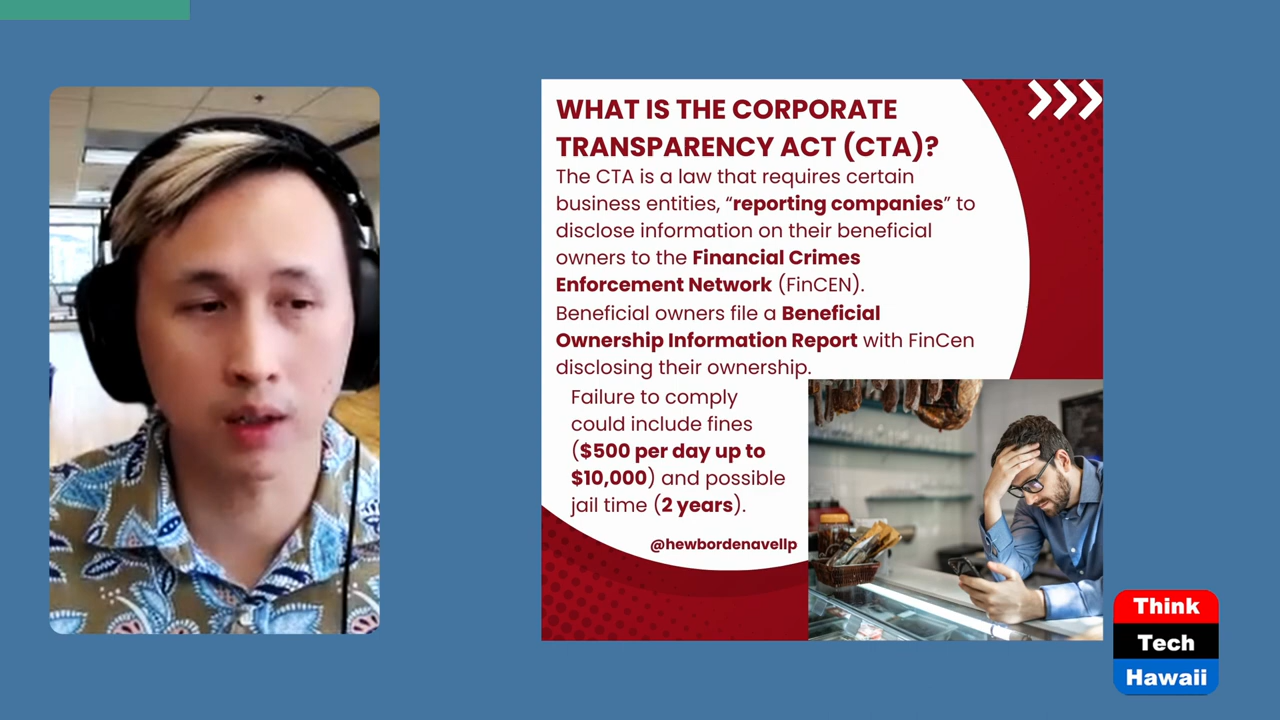 WHAT IS THE CORPORATE
TRANSPARENCY ACT (CTA)?
The CTA is a law that requires certain
business entities, “reporting companies” to
disclose information on their beneficial
owners to the Financial Crimes
Enforcement Network (FinCEN).
Beneficial owners file a Beneficial
Ownership Information Report with FinCen
disclosing their ownership.
Failure to comply
could include fines
($500 per day up to
$10,000) and possible
jail time (2 years).
@hewbordenavellp
Think
Tech
Hawaii